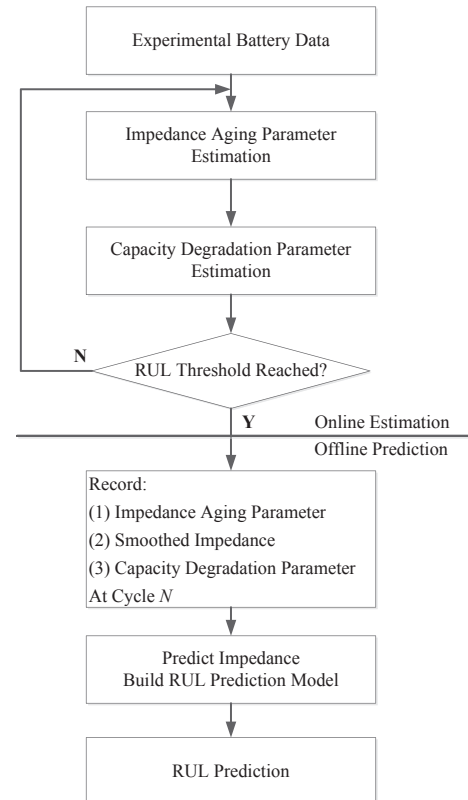 Experimental Battery Data
Impedance Aging Parameter
Estimation
Capacity Degradation Parameter
Estimation
N
RUL Threshold Reached?
Y
Online Estimation
Offline Prediction
Record:
(1) Impedance Aging Parameter
(2) Smoothed Impedance
(3) Capacity Degradation Parameter
At Cycle N
Predict Impedance
Build RUL Prediction Model
RUL Prediction